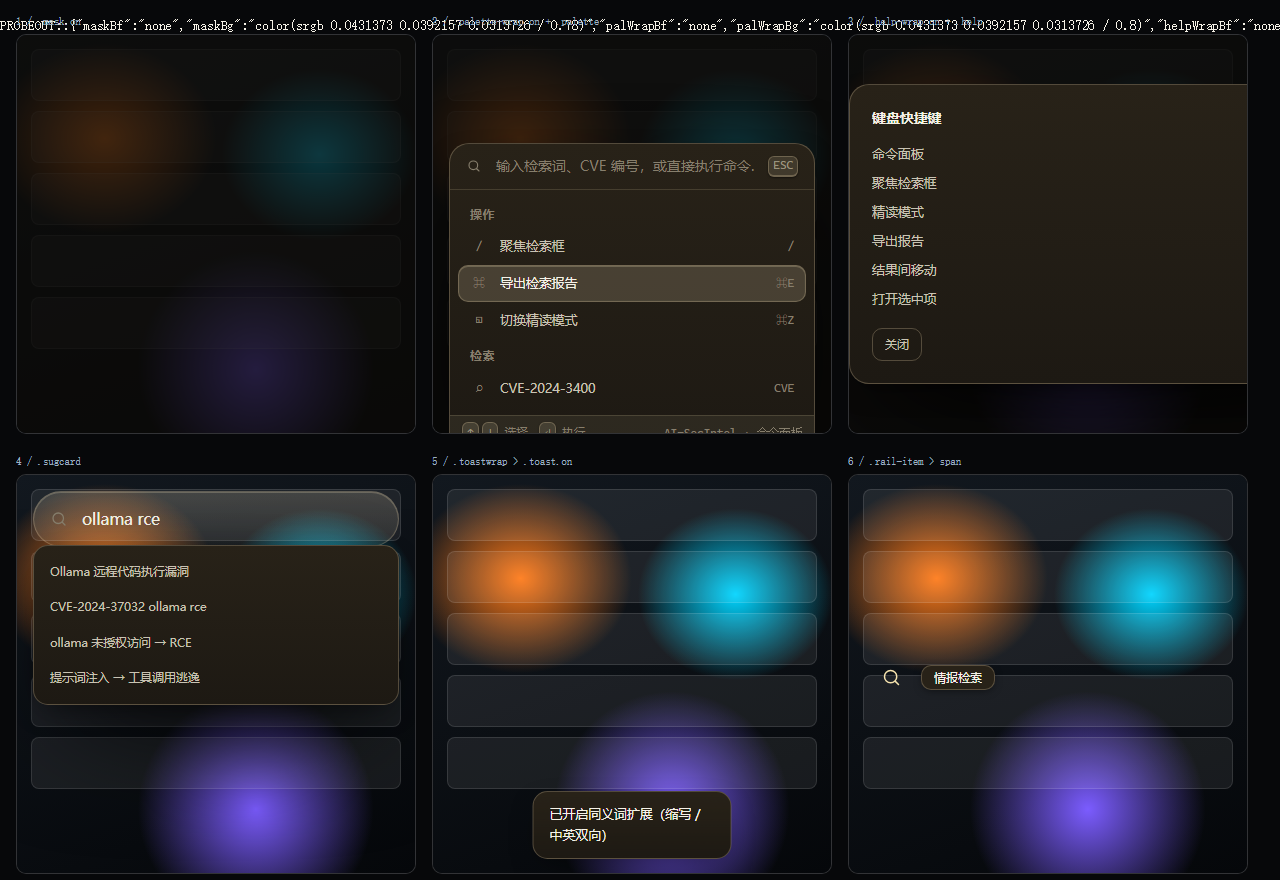 PROBEOUT::{"maskBf":"none","maskBg":"color(srgb 0.0431373 0.0392157 0.0313726 / 0.78)","palWrapBf":"none","palWrapBg":"color(srgb 0.0431373 0.0392157 0.0313726 / 0.8)","helpWrapBf":"none
键盘快捷键
命令面板
聚焦检索框
精读模式
导出报告
结果间移动
打开选中项
关闭
输入检索词、CVE 编号，或直接执行命令.
ESC
操作
/ 聚焦检索框 /
⌘ 导出检索报告 ⌘E
切换精读模式 ⌘Z
检索
CVE-2024-3400 CVE
选择 执行 AI-SecIntel · 命令面板
4 / .sugcard
ollama rce
Ollama 远程代码执行漏洞
CVE-2024-37032 ollama rce
ollama 未授权访问 → RCE
提示词注入 → 工具调用逃逸
5 / .toastwrap > .toast.on
已开启同义词扩展（缩写 /
中英双向）
6 / .rail-item > span
情报检索